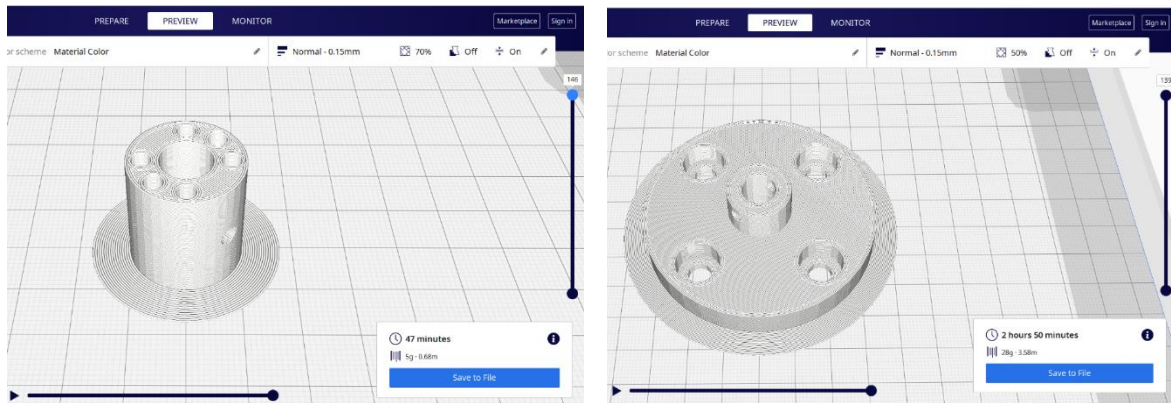 PREPARE PREVIEW MONITOR Marketplace Sign in
or scheme Material Color Normal - 0.15mm 70% Off On
146
47 minutes
5g · 0.68m
Save to File
PREPARE PREVIEW MONITOR Marketplace Sign in
or scheme Material Color Normal - 0.15mm 50% Off On
139
2 hours 50 minutes
28g · 3.58m
Save to File